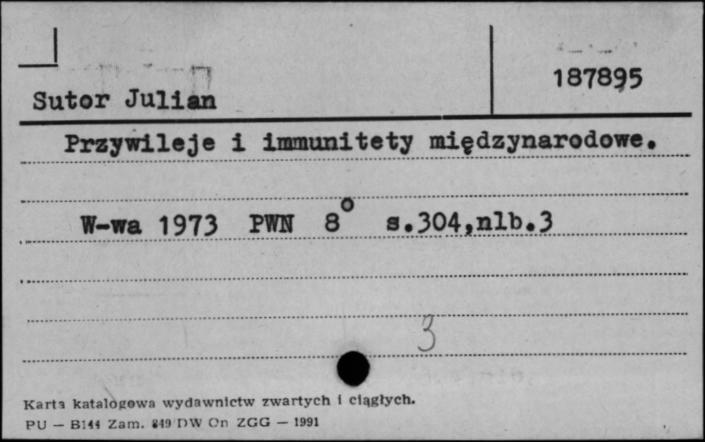 187895
Sutor Julian
Przywileje i immunitety międzynarodowe.
W-wa 1973 PWN 8° s.304,nlb.3
3
Karta katalogowa wydawnictw zwartych i ciągłych.
PU — B144 Zam. 849 DW On ZGG — 1991